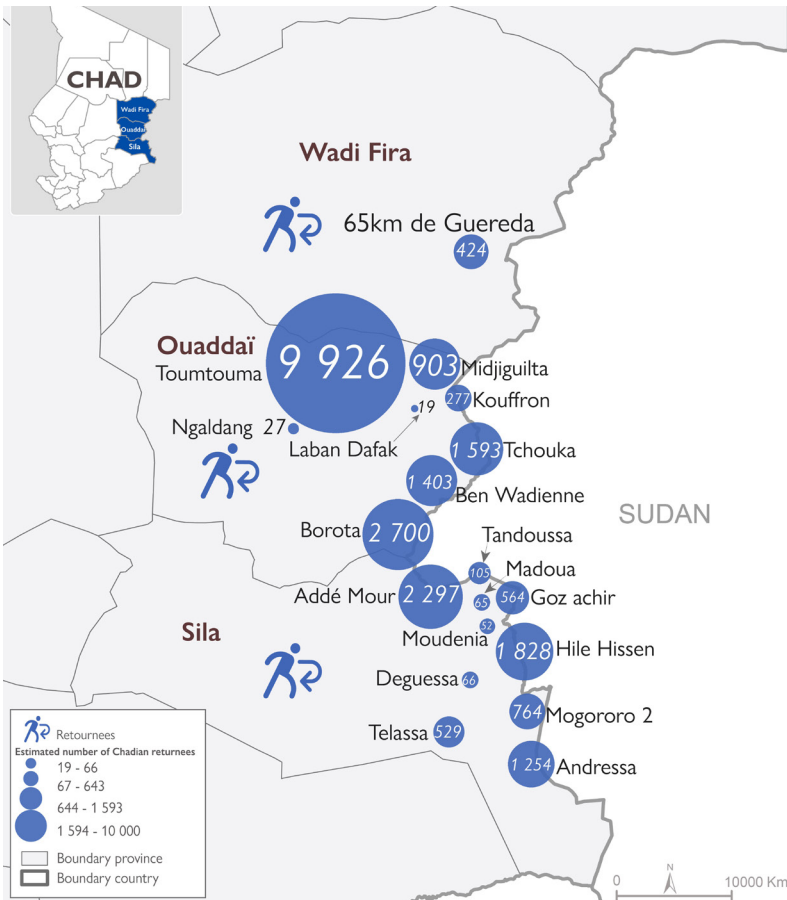 CHAD
Wadi Fira
Ouaddaï
Sila
Wadi Fira
65km de Guereda
424
Ouaddaï
Toumtouma
9 926
903
Midjiguilta
277
Kouffron
19
Laban Dafak
Ngaldang 27
1 593
Tchouka
1 403
Ben Wadienne
SUDAN
Borota
2 700
Tandoussa
105
Madoua
65
Addé Mour
2 297
564
Goz achir
Sila
52
Moudenia
1 828
Hile Hissen
Deguessa
66
764
Mogororo 2
Telassa
529
1 254
Andressa
Retournees
Estimated number of Chadian returnees
19 - 66
67 - 643
644 - 1 593
1 594 - 10 000
Boundary province
Boundary country
N
0
10000 Km